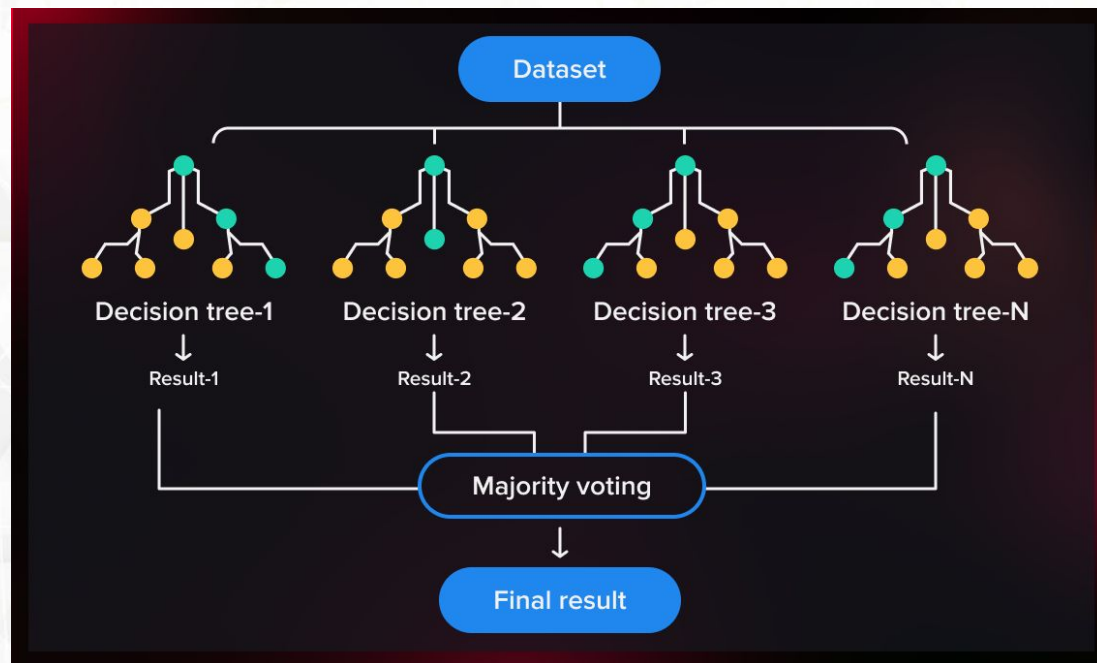 Dataset
Decision tree-1
Decision tree-2
Decision tree-3
Decision tree-N
Result-1
Result-2
Result-3
Result-N
Majority voting
Final result